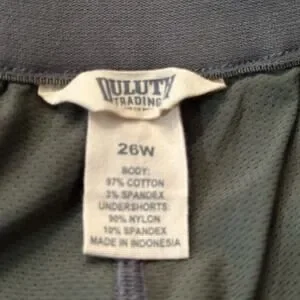 DULUTH
TRADING
26W
BODY:
97% COTTON
3% SPANDEX
UNDERSHORTS:
90% NYLON
10% SPANDEX
MADE IN INDONESIA